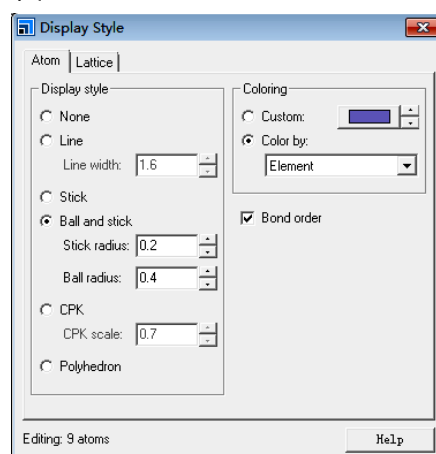 Display Style
Atom
Lattice
Display style
None
Line
Line width: 1.6
Stick
Ball and stick
Stick radius: 0.2
Ball radius: 0.4
CPK
CPK scale: 0.7
Polyhedron
Coloring
Custom:
Color by:
Element
Bond order
Editing: 9 atoms
Help